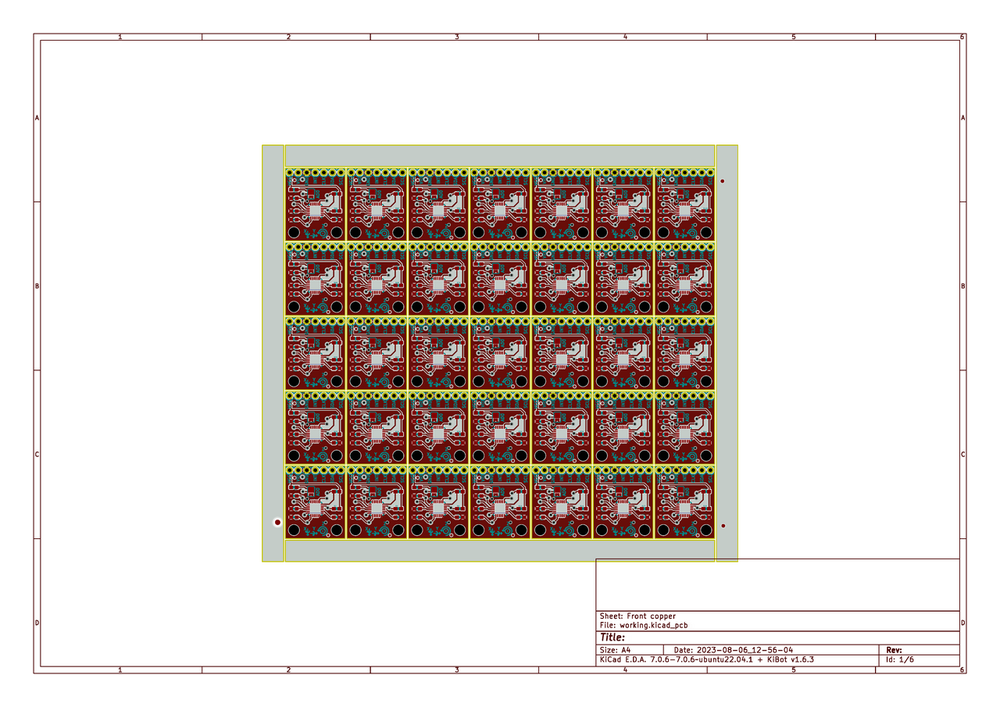 1 2 3 4 5 6
A A
B B
C C
D D
Sheet: Front copper
File: working.kicad_pcb
Title:
Size: A4 Date: 2023-08-06_12-56-04 Rev:
KiCad E.D.A. 7.0.6-7.0.6~ubuntu22.04.1 + KiBot v1.6.3 Id: 1/6
1 2 3 4 5 6